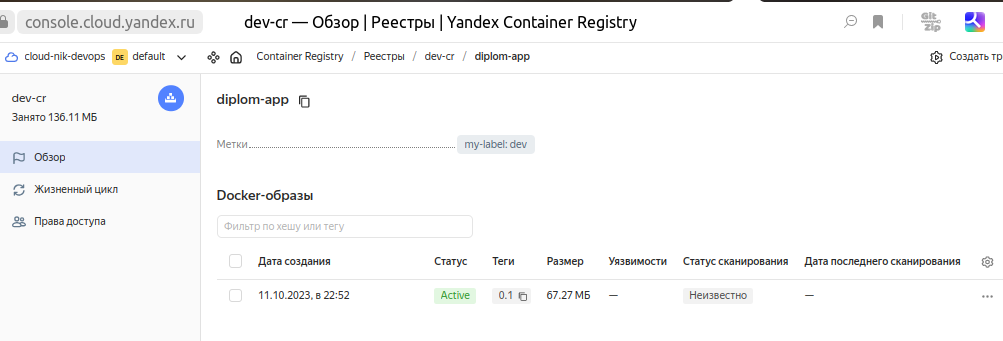 console.cloud.yandex.ru dev-cr — Обзор | Реестры | Yandex Container Registry Git Zip
cloud-nik-devops DE default Container Registry / Реестры / dev-cr / diplom-app Создать тр
dev-cr
Занято 136.11 МБ
Обзор
Жизненный цикл
Права доступа
diplom-app
Метки my-label: dev
Docker-образы
Фильтр по хешу или тегу
Дата создания Статус Теги Размер Уязвимости Статус сканирования Дата последнего сканирования
11.10.2023, в 22:52 Active 0.1 67.27 МБ — Неизвестно —